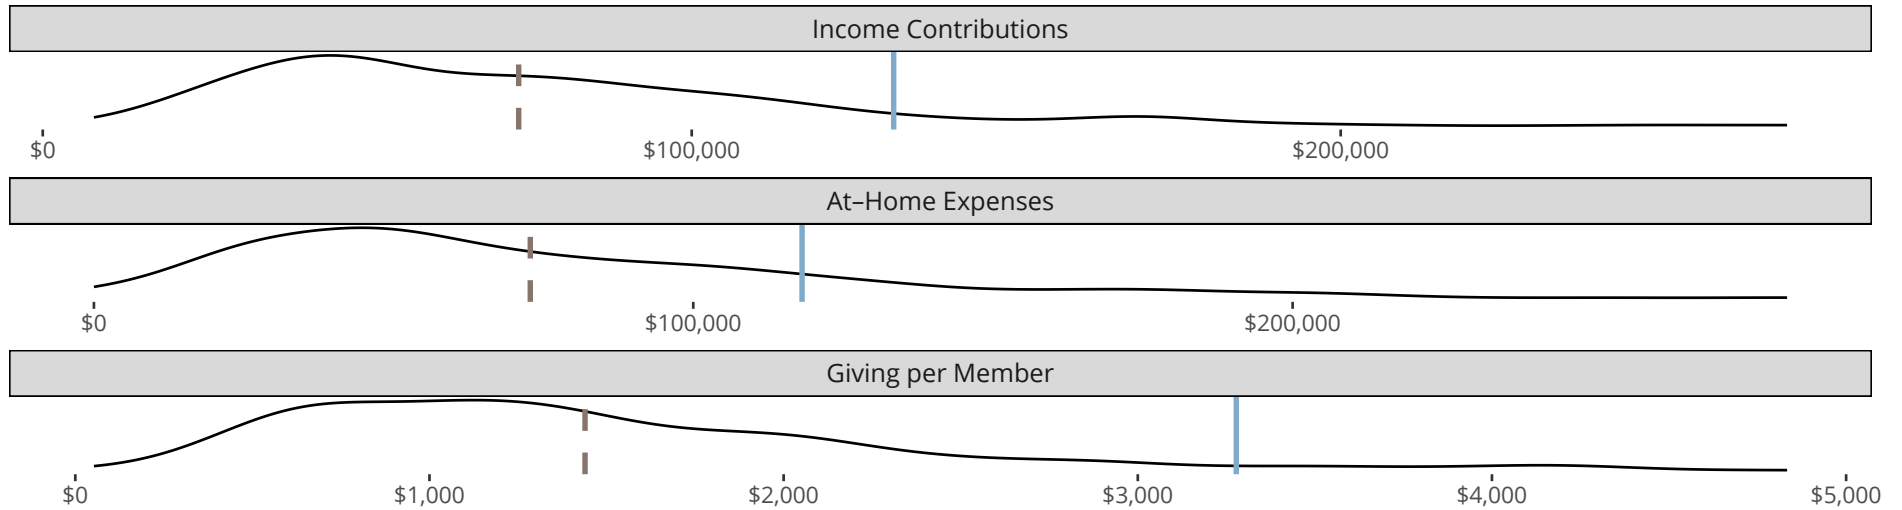 Income Contributions
$0 $100,000 $200,000
At–Home Expenses
$0 $100,000 $200,000
Giving per Member
$0 $1,000 $2,000 $3,000 $4,000 $5,000